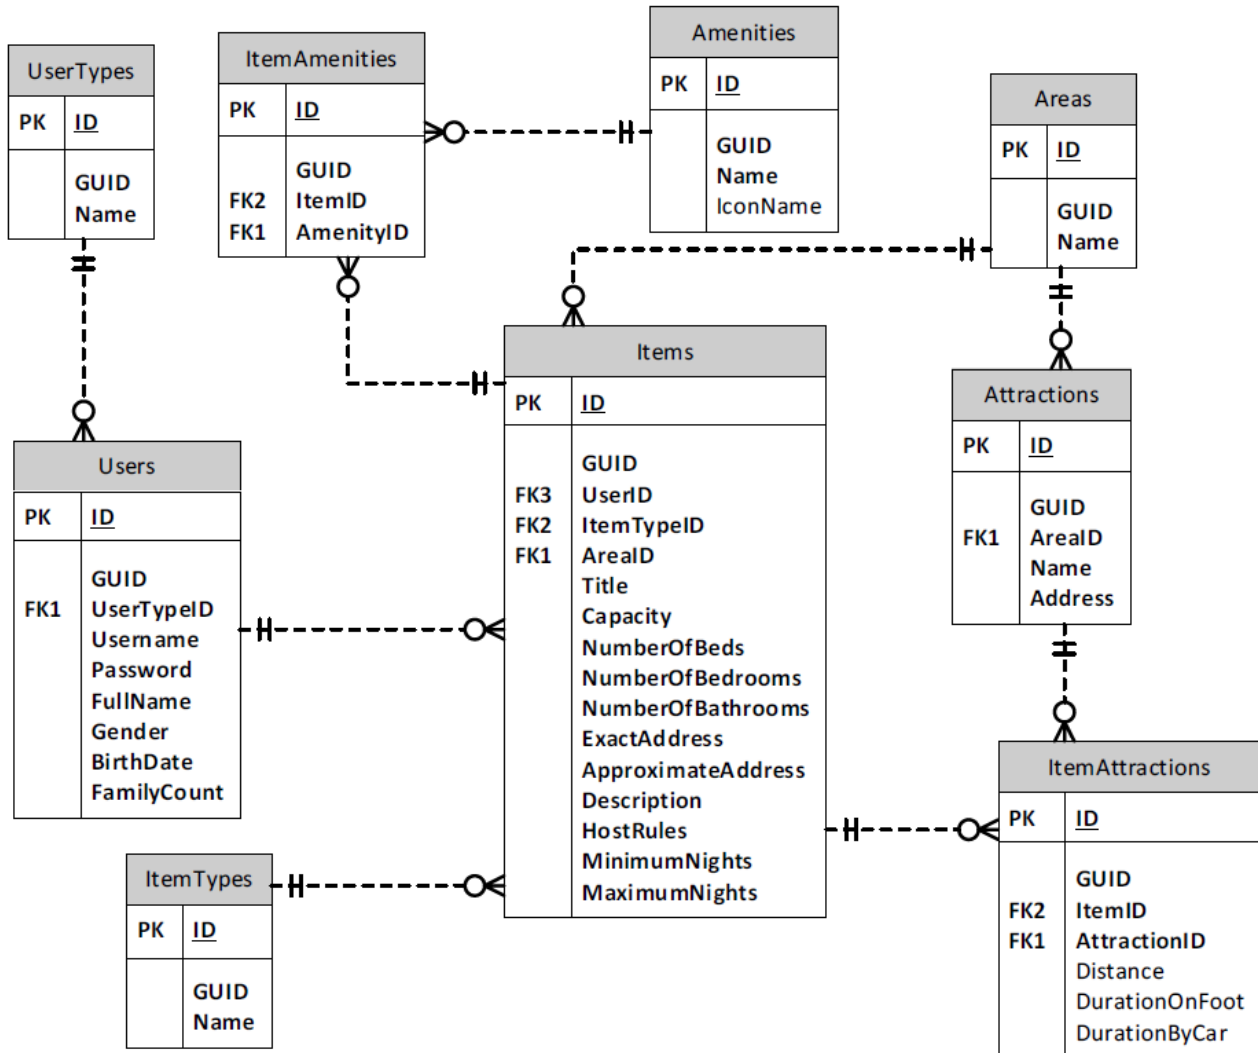 UserTypes
PK ID
GUID
Name
ItemAmenities
PK ID
GUID
FK2 ItemID
FK1 AmenityID
Amenities
PK ID
GUID
Name
IconName
Areas
PK ID
GUID
Name
Users
PK ID
GUID
FK1 UserTypeID
Username
Password
FullName
Gender
BirthDate
FamilyCount
Items
PK ID
GUID
FK3 UserID
FK2 ItemTypeID
FK1 AreaID
Title
Capacity
NumberOfBeds
NumberOfBedrooms
NumberOfBathrooms
ExactAddress
ApproximateAddress
Description
HostRules
MinimumNights
MaximumNights
Attractions
PK ID
GUID
FK1 AreaID
Name
Address
ItemTypes
PK ID
GUID
Name
ItemAttractions
PK ID
GUID
FK2 ItemID
FK1 AttractionID
Distance
DurationOnFoot
DurationByCar